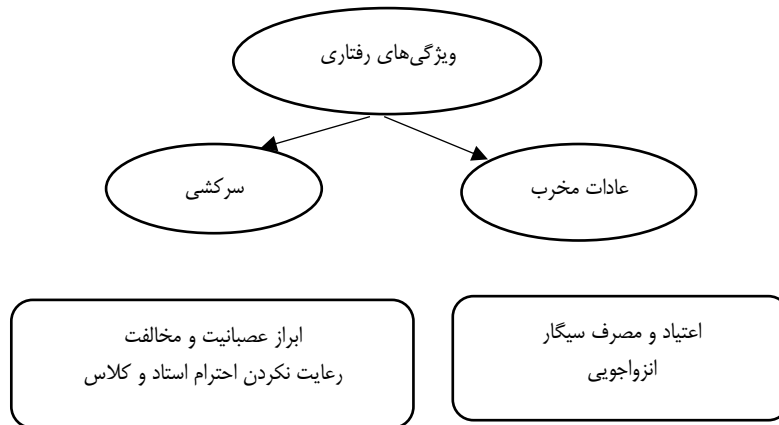 ویژگی‌های رفتاری
عادات مخرب
سرکشی
اعتیاد و مصرف سیگار
انزواجویی
ابراز عصبانیت و مخالفت
رعایت نکردن احترام استاد و کلاس